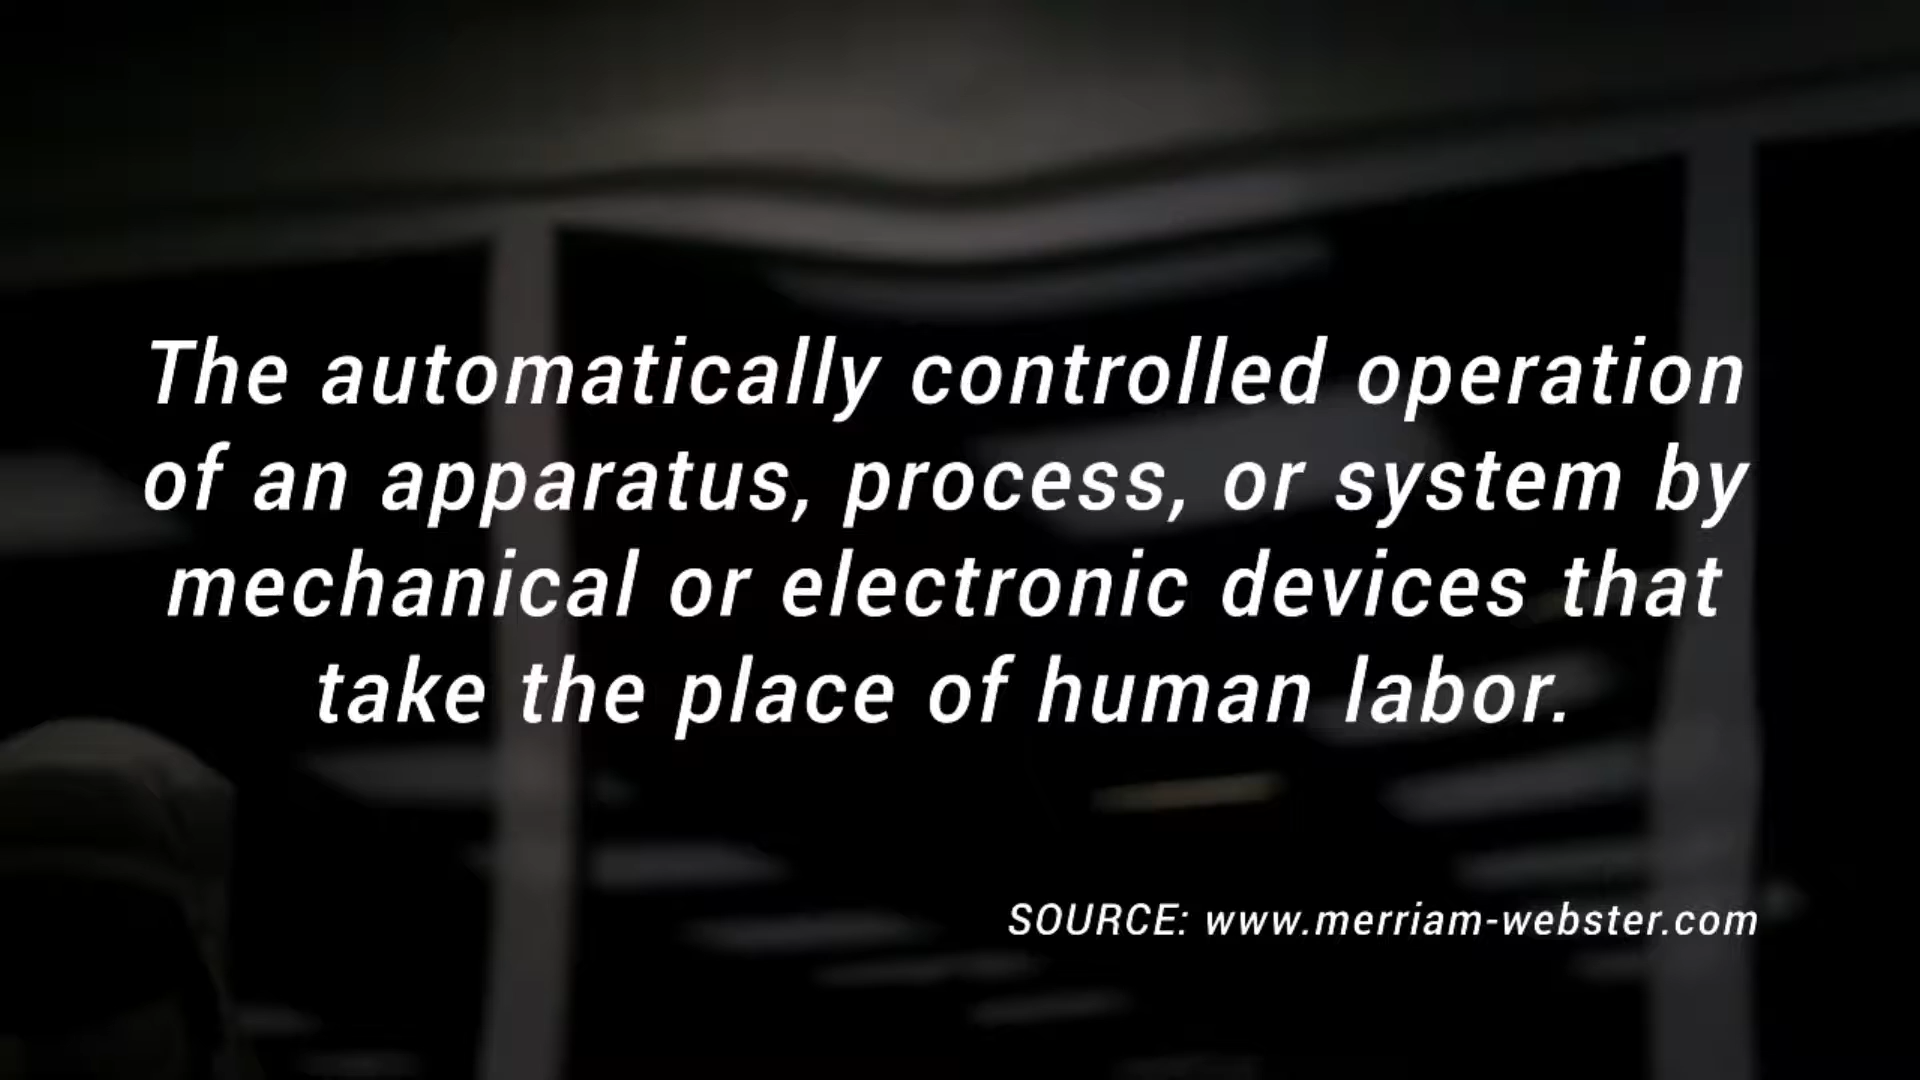 The automatically controlled operation
of an apparatus, process, or system by
mechanical or electronic devices that
take the place of human labor.
SOURCE: www.merriam-webster.com